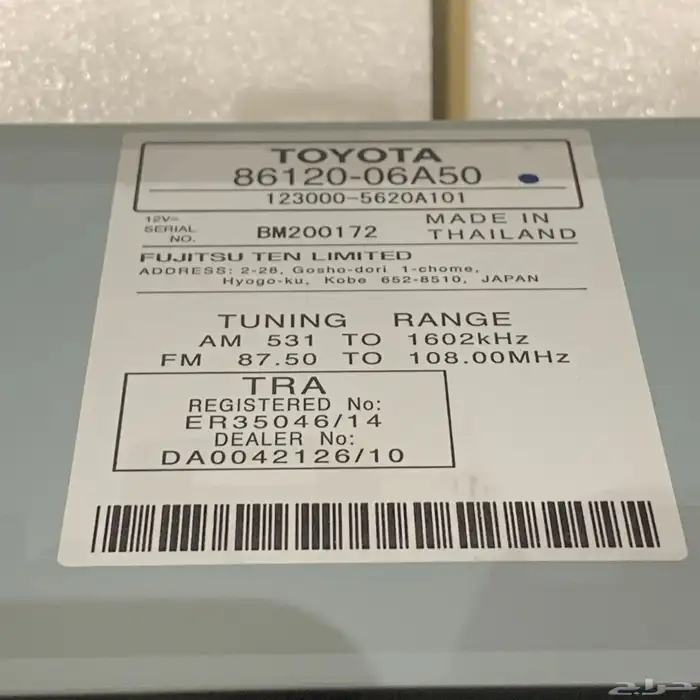 TOYOTA
86120-06A50
123000-5620A101
12V⎓
SERIAL NO. BM200172
MADE IN THAILAND
FUJITSU TEN LIMITED
ADDRESS: 2-28, Gosho-dori 1-chome,
Hyogo-ku, Kobe 652-8510, JAPAN
TUNING RANGE
AM 531 TO 1602kHz
FM 87.50 TO 108.00MHz
TRA
REGISTERED No:
ER35046/14
DEALER No:
DA0042126/10
حراج